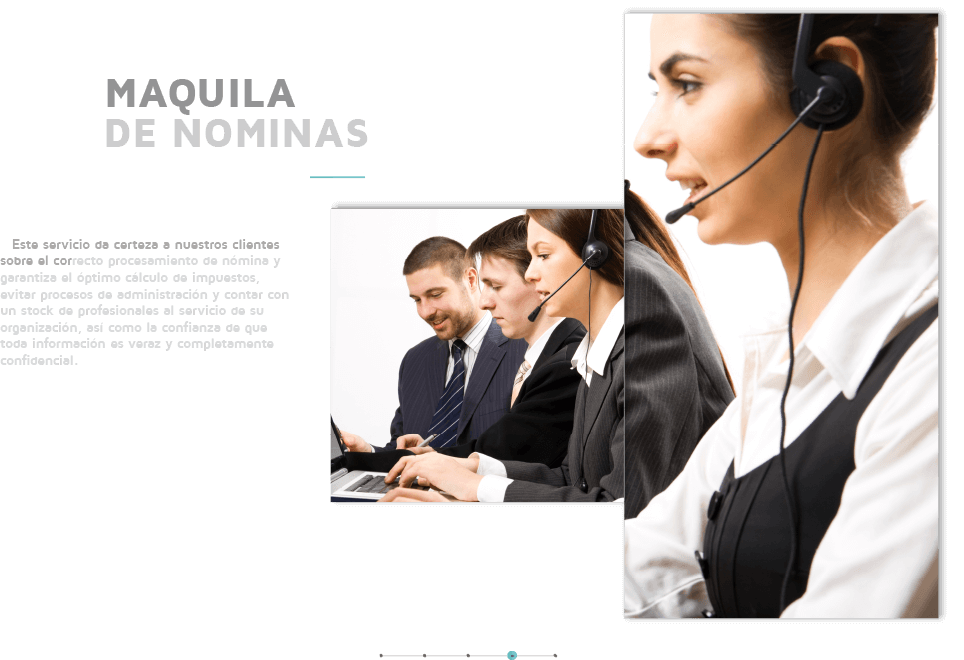 MAQUILA
DE NOMINAS
Este servicio da certeza a nuestros clientes
sobre el correcto procesamiento de nómina y
garantiza el óptimo cálculo de impuestos,
evitar procesos de administración y contar con
un stock de profesionales al servicio de su
organización, así como la confianza de que
toda información es veraz y completamente
confidencial.